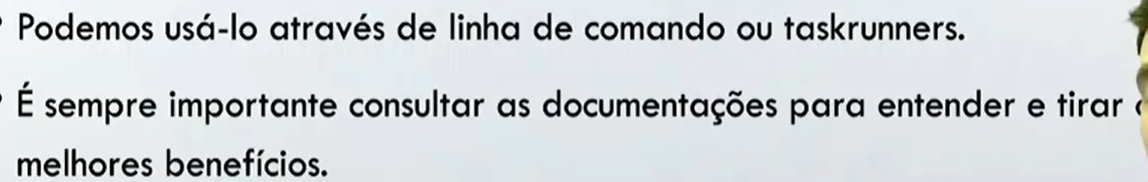 Podemos usá-lo através de linha de comando ou taskrunners.
É sempre importante consultar as documentações para entender e tirar
melhores benefícios.